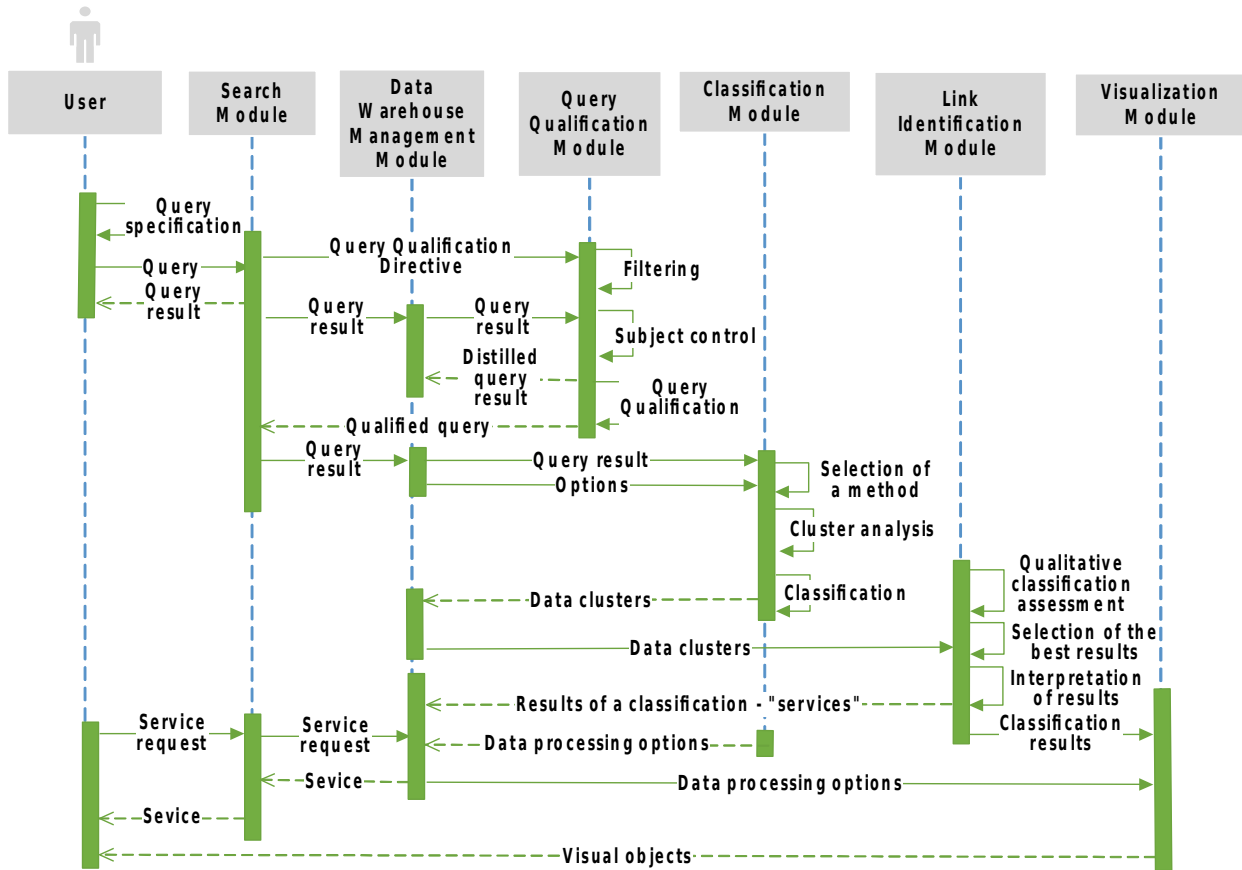 User
Search
Module
Data
Warehouse
Management
Module
Query
Qualification
Module
Classification
Module
Link
Identification
Module
Visualization
Module
Query
specification
Query
Query
result
Query Qualification
Directive
Filtering
Query
result
Query
result
Subject control
Distilled
query
result
Query
Qualification
Qualified query
Query
result
Query result
Options
Selection of
a method
Cluster analysis
Classification
Data clusters
Qualitative
classification
assessment
Data clusters
Selection of the
best results
Interpretation
of results
Results of a classification - "services"
Classification
results
Service
request
Service
request
Data processing options
Sevice
Data processing options
Sevice
Visual objects